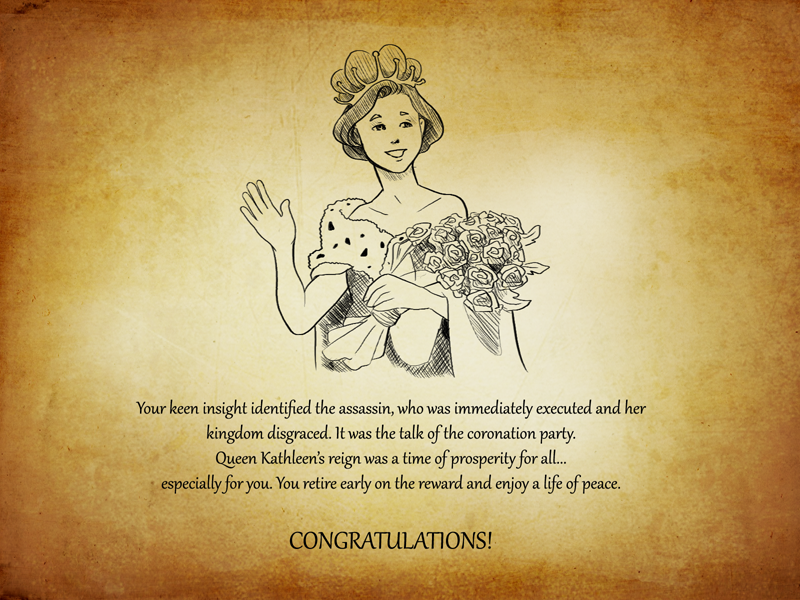 Your keen insight identified the assassin, who was immediately executed and her
kingdom disgraced. It was the talk of the coronation party.
Queen Kathleen's reign was a time of prosperity for all...
especially for you. You retire early on the reward and enjoy a life of peace.
CONGRATULATIONS!